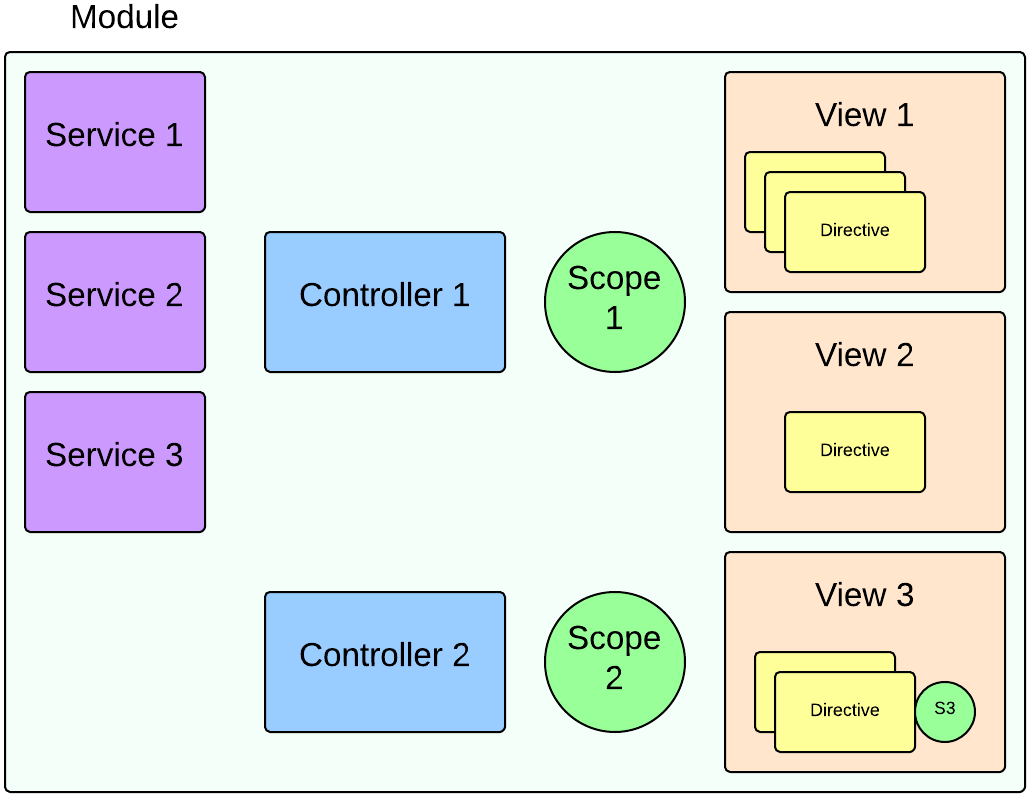 Module
Service 1
Service 2
Service 3
Controller 1
Controller 2
Scope
1
Scope
2
View 1
Directive
View 2
Directive
View 3
Directive
S3